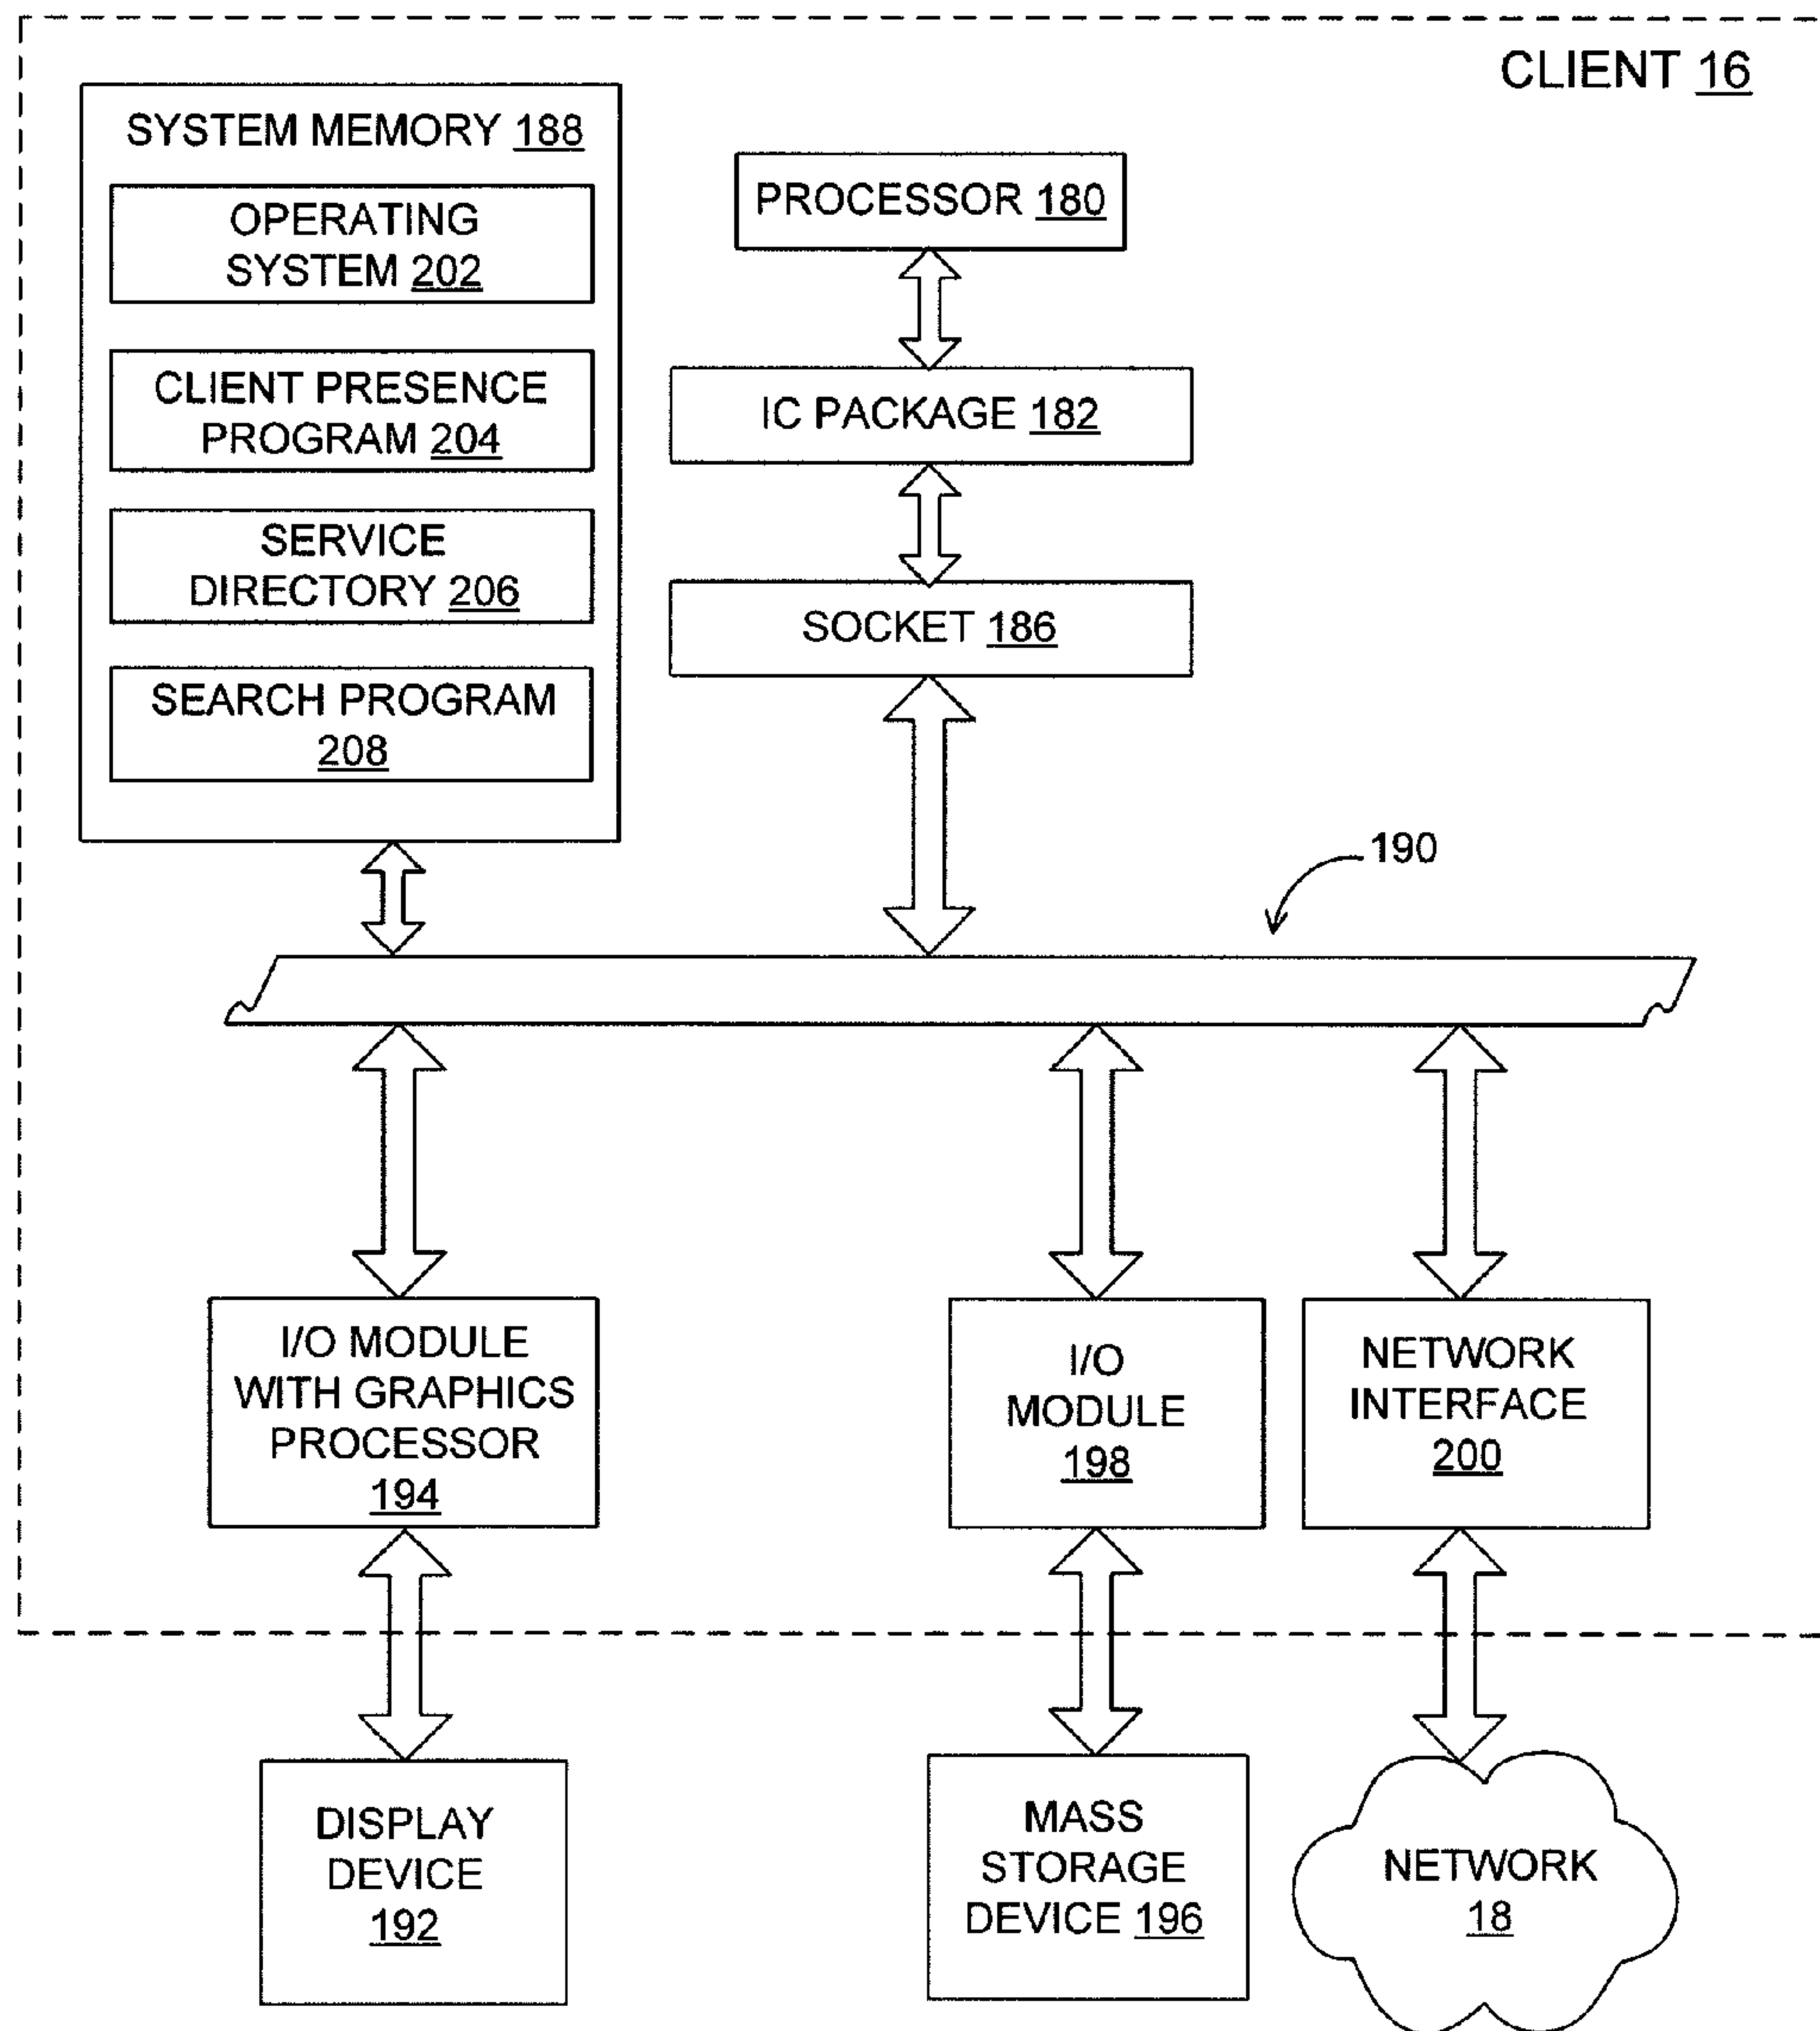 CLIENT 16
SYSTEM MEMORY 188
OPERATING
SYSTEM 202
CLIENT PRESENCE
PROGRAM 204
SERVICE
DIRECTORY 206
SEARCH PROGRAM
208
PROCESSOR 180
IC PACKAGE 182
SOCKET 186
190
I/O MODULE
WITH GRAPHICS
PROCESSOR
194
I/O
MODULE
198
NETWORK
INTERFACE
200
DISPLAY
DEVICE
192
MASS
STORAGE
DEVICE 196
NETWORK
18